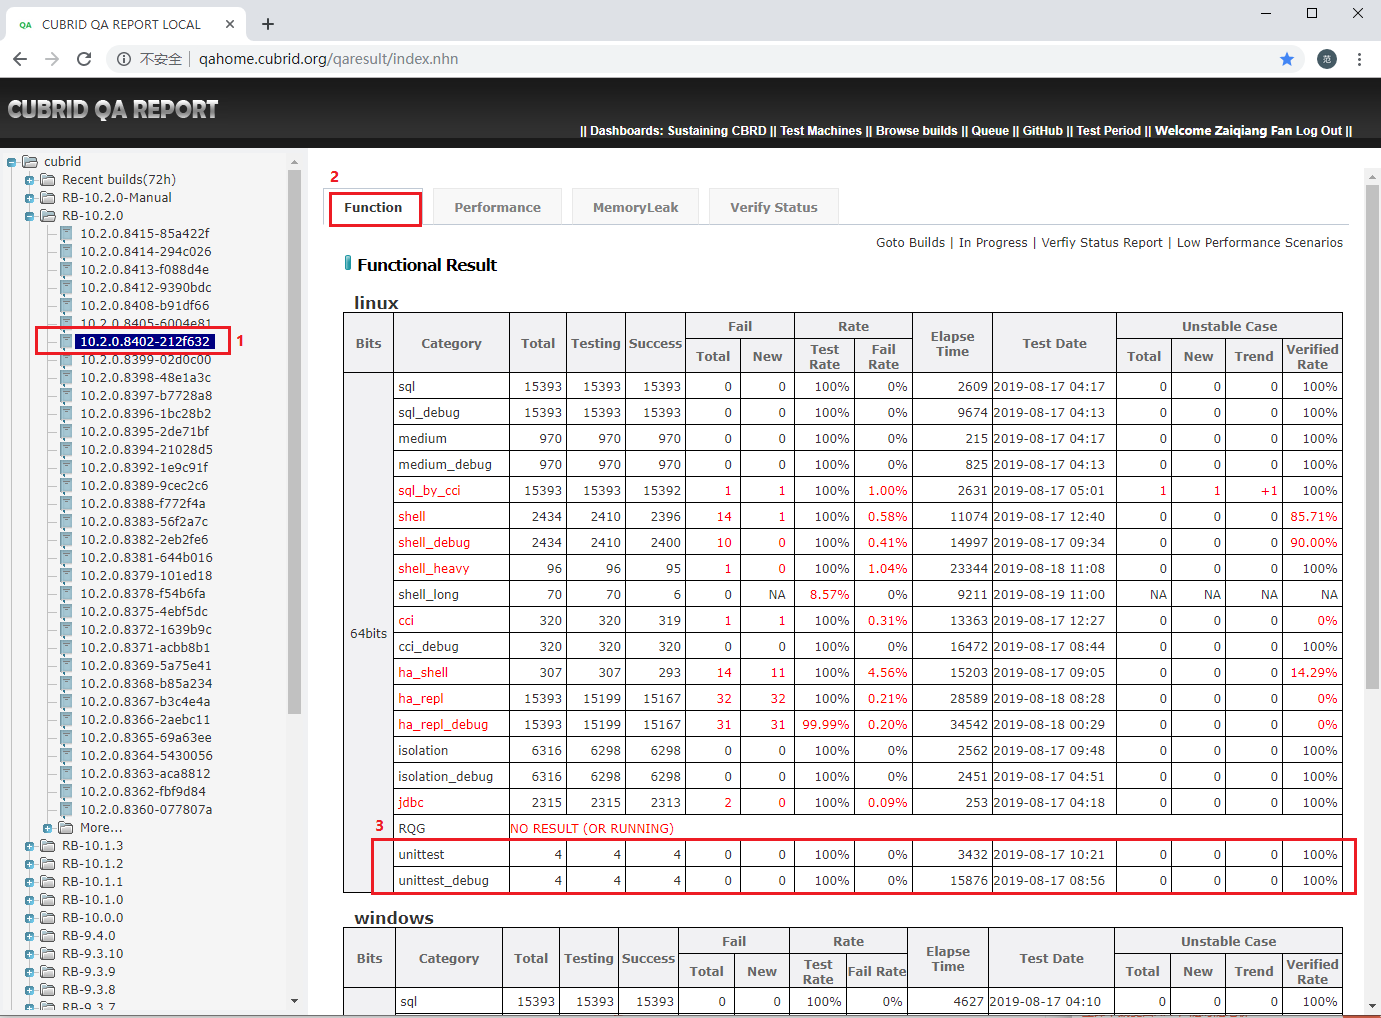 QA CUBRID QA REPORT LOCAL
不安全 qahome.cubrid.org/qaresult/index.nhn 范
CUBRID QA REPORT
|| Dashboards: Sustaining CBRD || Test Machines || Browse builds || Queue || GitHub || Test Period || Welcome Zaiqiang Fan Log Out ||
cubrid
Recent builds(72h)
RB-10.2.0-Manual
RB-10.2.0
10.2.0.8415-85a422f
10.2.0.8414-294c026
10.2.0.8413-f088d4e
10.2.0.8412-9390bdc
10.2.0.8408-b91df66
10.2.0.8405-6004e81
10.2.0.8402-212f632 1
10.2.0.8399-02d0c00
10.2.0.8398-48e1a3c
10.2.0.8397-b7728a8
10.2.0.8396-1bc28b2
10.2.0.8395-2de71bf
10.2.0.8394-21028d5
10.2.0.8392-1e9c91f
10.2.0.8389-9cec2c6
10.2.0.8388-f772f4a
10.2.0.8383-56f2a7c
10.2.0.8382-2eb2fe6
10.2.0.8381-644b016
10.2.0.8379-101ed18
10.2.0.8378-f54b6fa
10.2.0.8375-4ebf5dc
10.2.0.8372-1639b9c
10.2.0.8371-acbb8b1
10.2.0.8369-5a75e41
10.2.0.8368-b85a234
10.2.0.8367-b3c4e4a
10.2.0.8366-2aebc11
10.2.0.8365-69a63ee
10.2.0.8364-5430056
10.2.0.8363-aca8812
10.2.0.8362-fbf9d84
10.2.0.8360-077807a
More...
RB-10.1.3
RB-10.1.2
RB-10.1.1
RB-10.1.0
RB-10.0.0
RB-9.4.0
RB-9.3.10
RB-9.3.9
RB-9.3.8
RB-9.3.7
2
Function Performance MemoryLeak Verify Status
Goto Builds | In Progress | Verfiy Status Report | Low Performance Scenarios
Functional Result
linux
Bits Category Total Testing Success Fail Rate Elapse Time Test Date Unstable Case
Total New Test Rate Fail Rate Total New Trend Verified Rate
64bits
sql 15393 15393 15393 0 0 100% 0% 2609 2019-08-17 04:17 0 0 0 100%
sql_debug 15393 15393 15393 0 0 100% 0% 9674 2019-08-17 04:13 0 0 0 100%
medium 970 970 970 0 0 100% 0% 215 2019-08-17 04:17 0 0 0 100%
medium_debug 970 970 970 0 0 100% 0% 825 2019-08-17 04:13 0 0 0 100%
sql_by_cci 15393 15393 15392 1 1 100% 1.00% 2631 2019-08-17 05:01 1 1 +1 100%
shell 2434 2410 2396 14 1 100% 0.58% 11074 2019-08-17 12:40 0 0 0 85.71%
shell_debug 2434 2410 2400 10 0 100% 0.41% 14997 2019-08-17 09:34 0 0 0 90.00%
shell_heavy 96 96 95 1 0 100% 1.04% 23344 2019-08-18 11:08 0 0 0 100%
shell_long 70 70 6 0 NA 8.57% 0% 9211 2019-08-19 11:00 NA NA NA NA
cci 320 320 319 1 1 100% 0.31% 13363 2019-08-17 12:27 0 0 0 0%
cci_debug 320 320 320 0 0 100% 0% 16472 2019-08-17 08:44 0 0 0 100%
ha_shell 307 307 293 14 11 100% 4.56% 15203 2019-08-17 09:05 0 0 0 14.29%
ha_repl 15393 15199 15167 32 32 100% 0.21% 28589 2019-08-18 08:28 0 0 0 0%
ha_repl_debug 15393 15199 15167 31 31 99.99% 0.20% 34542 2019-08-18 00:29 0 0 0 0%
isolation 6316 6298 6298 0 0 100% 0% 2562 2019-08-17 09:48 0 0 0 100%
isolation_debug 6316 6298 6298 0 0 100% 0% 2451 2019-08-17 04:51 0 0 0 100%
jdbc 2315 2315 2313 2 0 100% 0.09% 253 2019-08-17 04:18 0 0 0 100%
3 RQG NO RESULT (OR RUNNING)
unittest 4 4 4 0 0 100% 0% 3432 2019-08-17 10:21 0 0 0 100%
unittest_debug 4 4 4 0 0 100% 0% 15876 2019-08-17 08:56 0 0 0 100%
windows
Bits Category Total Testing Success Fail Rate Elapse Time Test Date Unstable Case
Total New Test Rate Fail Rate Total New Trend Verified Rate
sql 15393 15393 15393 0 0 100% 0% 4627 2019-08-17 04:10 0 0 0 100%